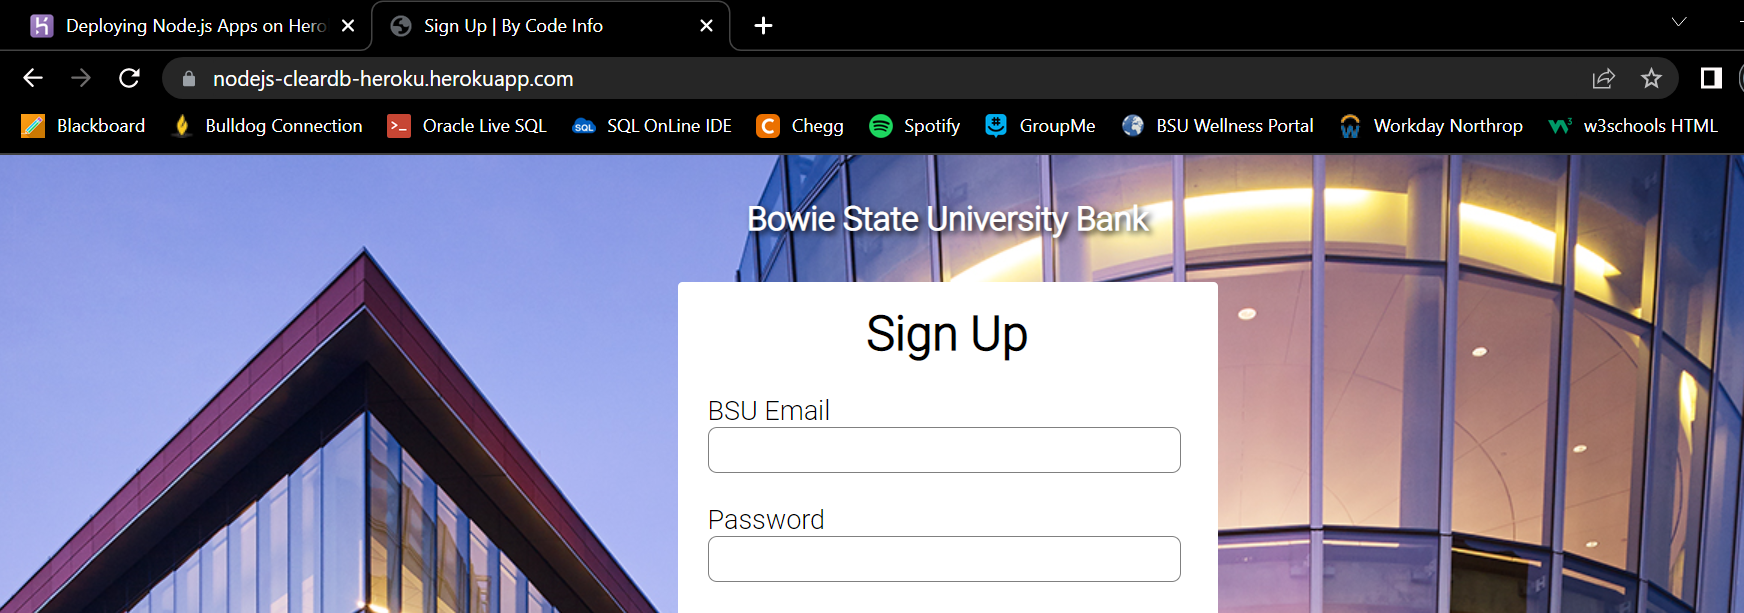 Deploying Node.js Apps on Hero
Sign Up | By Code Info
nodejs-cleardb-heroku.herokuapp.com
Blackboard Bulldog Connection >_ Oracle Live SQL SQL SQL OnLine IDE C Chegg Spotify # GroupMe BSU Wellness Portal W Workday Northrop W3 w3schools HTML
Bowie State University Bank
Sign Up
BSU Email
Password